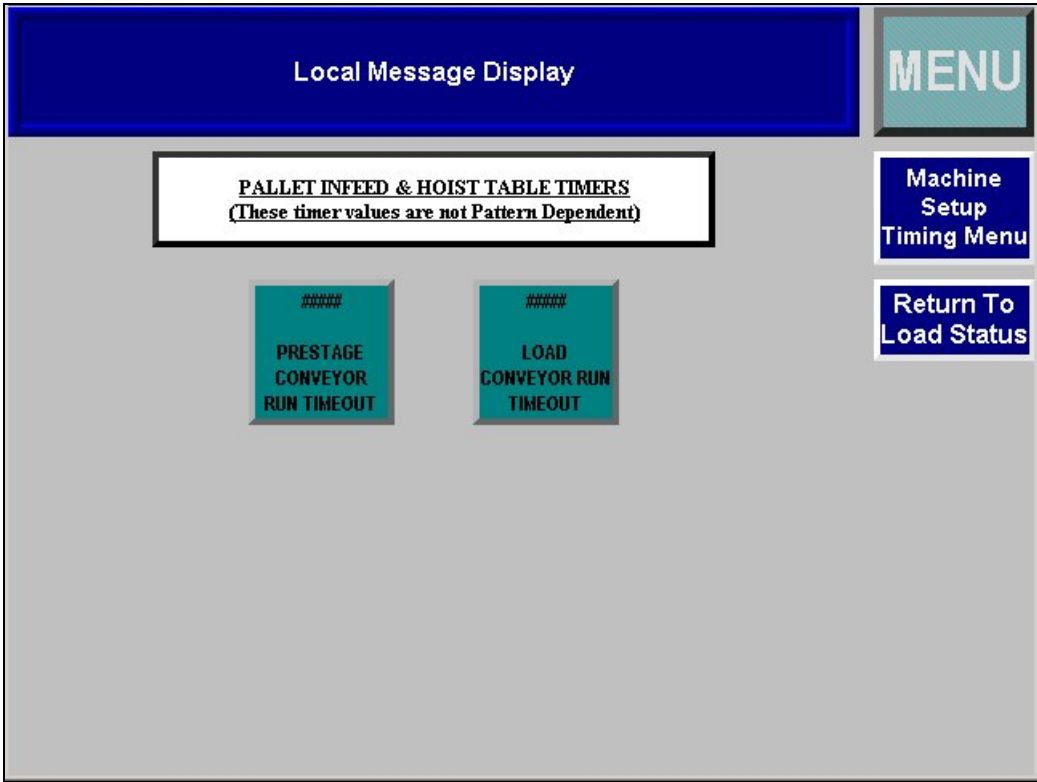 Local Message Display
MENU
PALLET INFEED & HOIST TABLE TIMERS
(These timer values are not Pattern Dependent)
Machine
Setup
Timing Menu
Return To
Load Status
#####
PRESTAGE
CONVEYOR
RUN TIMEOUT
#####
LOAD
CONVEYOR RUN
TIMEOUT